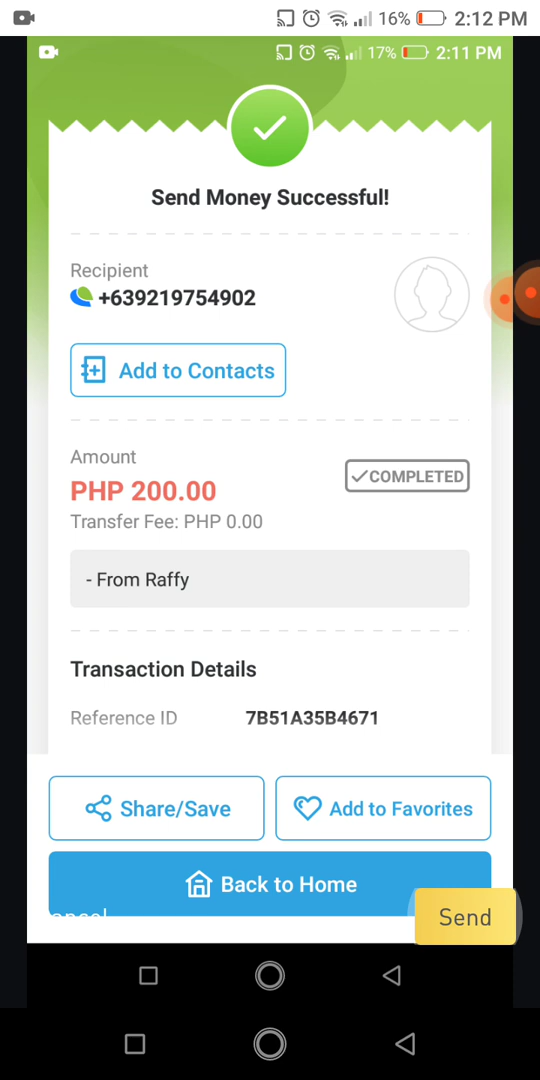 16% 2:12 PM
17% 2:11 PM
Send Money Successful!
Recipient
+639219754902
Add to Contacts
Amount
PHP 200.00
COMPLETED
Transfer Fee: PHP 0.00
- From Raffy
Transaction Details
Reference ID 7B51A35B4671
Share/Save
Add to Favorites
Back to Home
Send